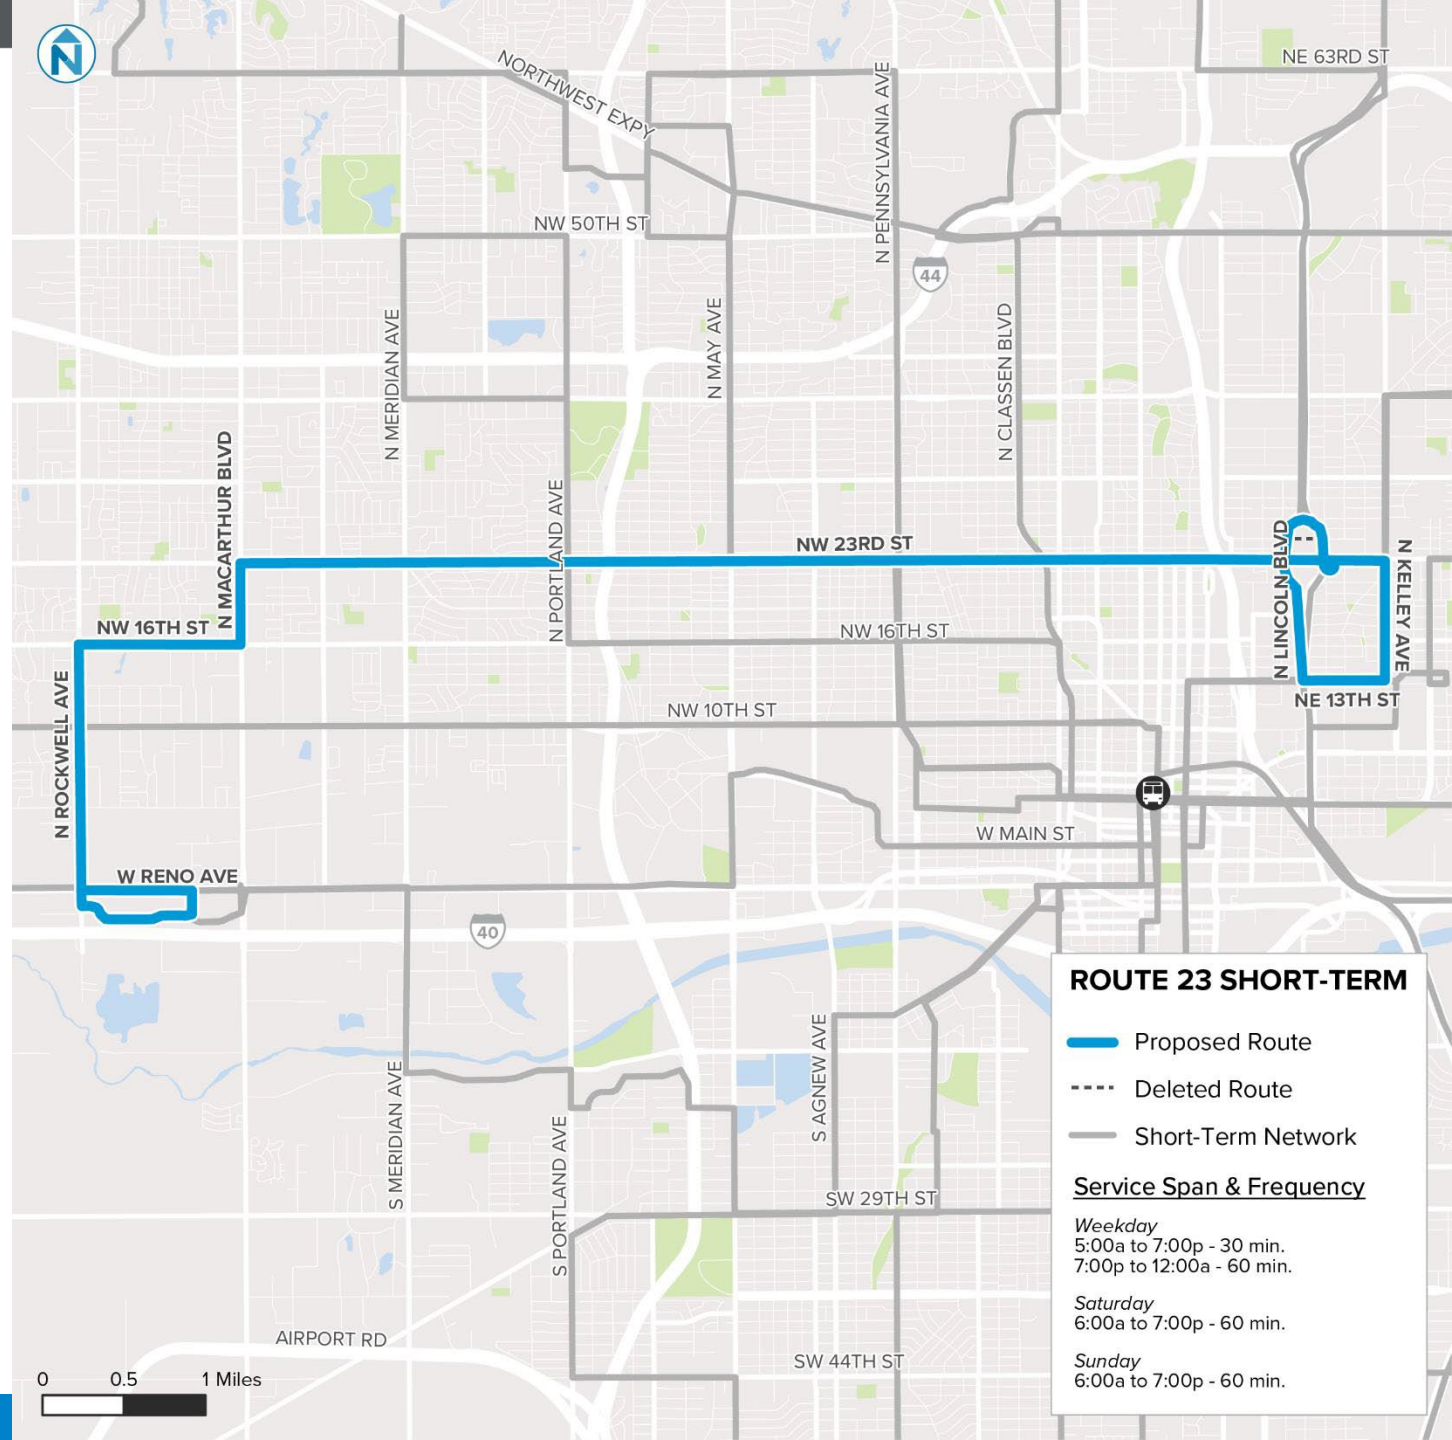 N
NORTHWEST EXPY
NE 63RD ST
N PENNSYLVANIA AVE
NW 50TH ST
44
N MERIDIAN AVE
N MAY AVE
N CLASSEN BLVD
N MACARTHUR BLVD
N PORTLAND AVE
NW 23RD ST
N LINCOLN BLVD
N KELLEY AVE
NW 16TH ST
NW 16TH ST
N ROCKWELL AVE
NE 13TH ST
NW 10TH ST
W MAIN ST
W RENO AVE
40
S AGNEW AVE
S MERIDIAN AVE
S PORTLAND AVE
SW 29TH ST
AIRPORT RD
SW 44TH ST
0 0.5 1 Miles
ROUTE 23 SHORT-TERM
Proposed Route
Deleted Route
Short-Term Network
Service Span & Frequency
Weekday
5:00a to 7:00p - 30 min.
7:00p to 12:00a - 60 min.
Saturday
6:00a to 7:00p - 60 min.
Sunday
6:00a to 7:00p - 60 min.